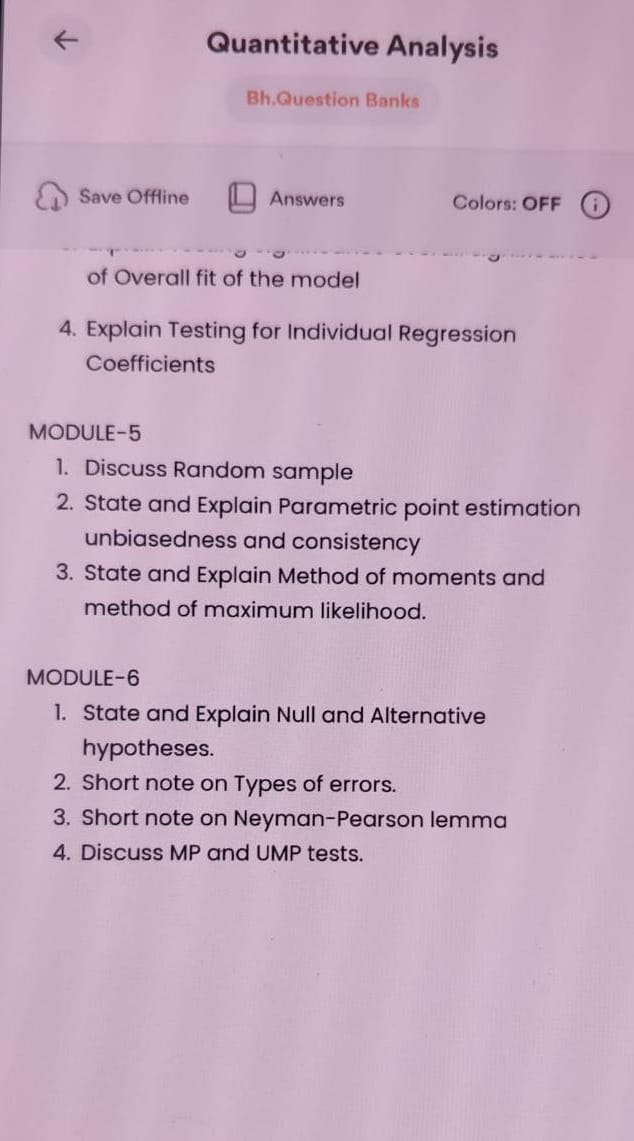 Quantitative Analysis
Bh.Question Banks
Save Offline
Answers
Colors: OFF
of Overall fit of the model
4. Explain Testing for Individual Regression
Coefficients
MODULE-5
1. Discuss Random sample
2. State and Explain Parametric point estimation
unbiasedness and consistency
3. State and Explain Method of moments and
method of maximum likelihood.
MODULE-6
1. State and Explain Null and Alternative
hypotheses.
2. Short note on Types of errors.
3. Short note on Neyman-Pearson lemma
4. Discuss MP and UMP tests.